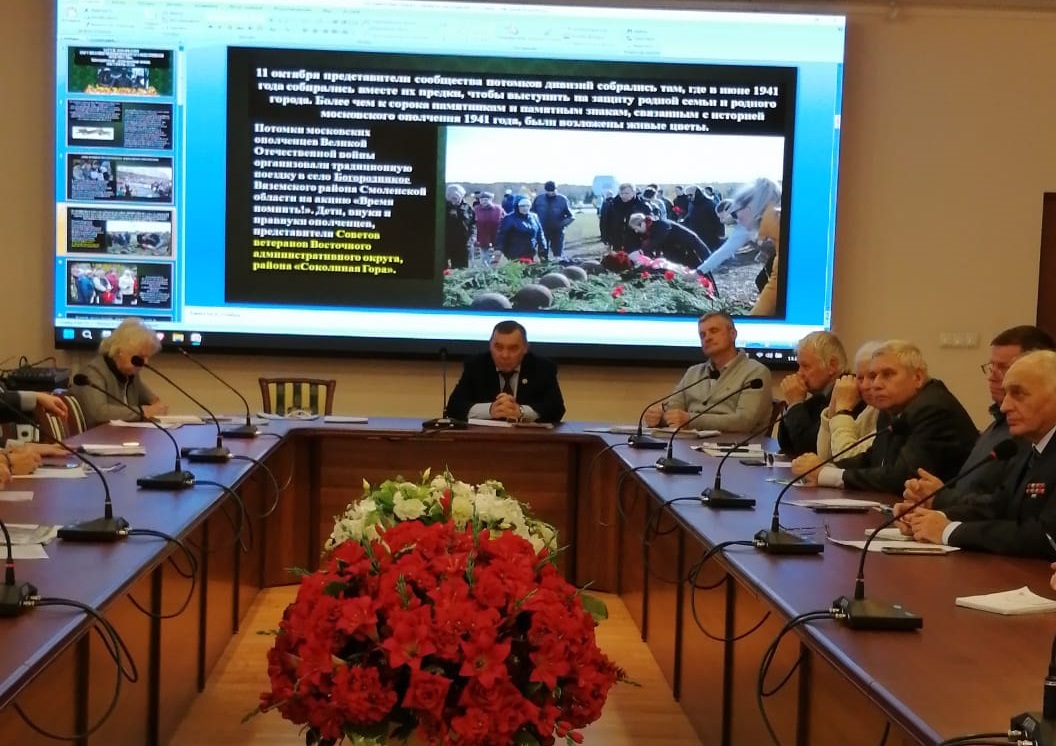 11 октября представители сообщества потомков дивизий собрались там, где в июне 1941
года собирались вместе их предки, чтобы выступить на защиту родной семьи и родного
города. Более чем к сорока памятникам и памятным знакам, связанным с историей
московского ополчения 1941 года, были возложены живые цветы.
Потомки московских
ополченцев Великой
Отечественной войны
организовали традиционную
поездку в село Богородицкое
Вяземского района Смоленской
области на акцию «Время
помнить!». Дети, внуки и
правнуки ополченцев,
представители Советов
ветеранов Восточного
административного округа,
района «Соколиная Гора».